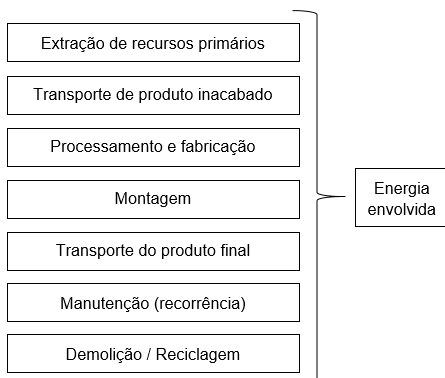 Extração de recursos primários
Transporte de produto inacabado
Processamento e fabricação
Montagem
Transporte do produto final
Manutenção (recorrência)
Demolição / Reciclagem
Energia
envolvida